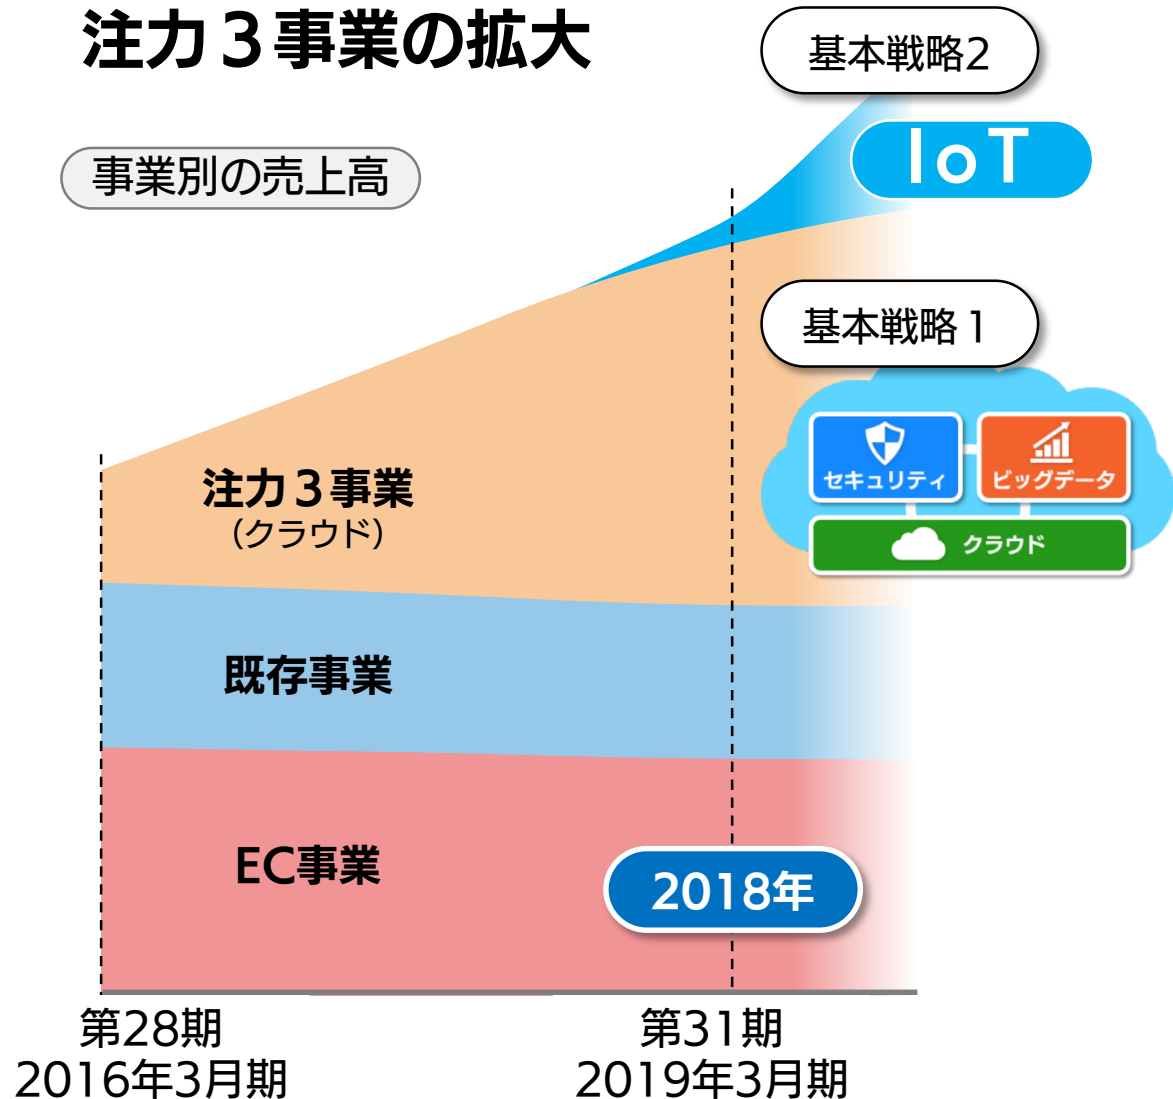 注力３事業の拡大
基本戦略2
事業別の売上高
IoT
基本戦略１
セキュリティ
ビッグデータ
クラウド
注力３事業
（クラウド）
既存事業
EC事業
2018年
第28期
2016年3月期
第31期
2019年3月期